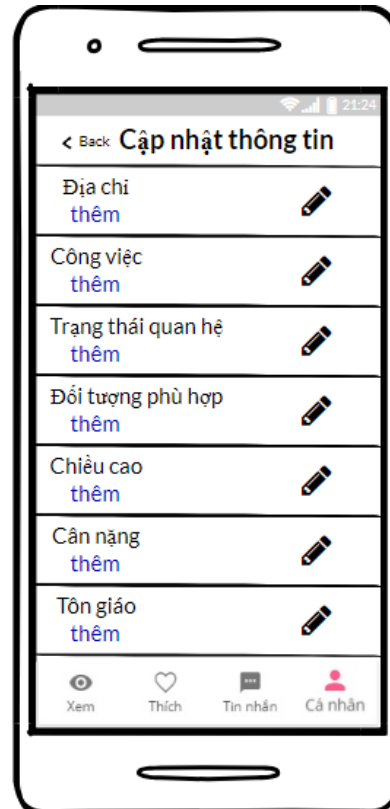 21:24
Back Cập nhật thông tin
Địa chỉ
thêm
Công việc
thêm
Trạng thái quan hệ
thêm
Đối tượng phù hợp
thêm
Chiều cao
thêm
Cân nặng
thêm
Tôn giáo
thêm
Xem Thích Tin nhắn Cá nhân